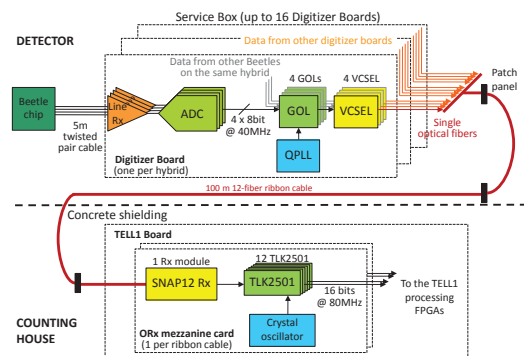 Service Box (up to 16 Digitizer Boards)
DETECTOR
Data from other digitizer boards
Data from other Beetles
on the same hybrid
Patch
panel
4 GOLs
4 VCSEL
Beetle
chip
Line
Rx
ADC
GOL
VCSEL
4 x 8bit
@ 40MHz
5m
twisted
pair cable
QPLL
Single
optical fibers
Digitizer Board
(one per hybrid)
100 m 12-fiber ribbon cable
Concrete shielding
TELL1 Board
1 Rx module
12 TLK2501
SNAP12 Rx
TLK2501
16 bits
@ 80MHz
To the TELL1
processing
FPGAs
ORx mezzanine card
(1 per ribbon cable)
Crystal
oscillator
COUNTING
HOUSE